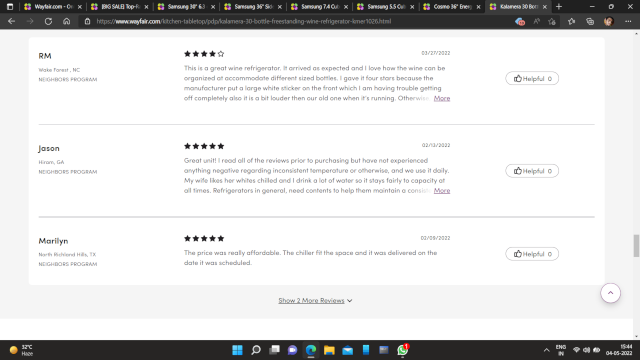 Wayfair.com - On
(BIG SALE) Top-R
Samsung 30" 6.3
Samsung 36" Sid
Samsung 7.4 Cub
Samsung 5.5 Cub
Cosmo 36" Energ
Kalamera 30 Bott
https://www.wayfair.com/kitchen-tabletop/pdp/kalamera-30-bottle-freestanding-wine-refrigerator-kmer1026.html
RM
03/27/2022
Wake Forest , NC
NEIGHBORS PROGRAM
This is a great wine refrigerator. It arrived as expected and I love how the wine can be
organized at accommodate different sized bottles. I gave it four stars because the
manufacturer put a large white sticker on the front which I am having trouble getting
off completely also it is a bit louder then our old one when it's running. Otherwise More
Helpful 0
Jason
02/13/2022
Hiram, GA
NEIGHBORS PROGRAM
Great unit! I read all of the reviews prior to purchasing but have not experienced
anything negative regarding inconsistent temperature or otherwise, and we use it daily.
My wife likes her whites chilled and I drink a lot of water so it stays fairly to capacity at
all times. Refrigerators in general, need contents to help them maintain a consis More
Helpful 0
Marilyn
02/09/2022
North Richland Hills, TX
NEIGHBORS PROGRAM
The price was really affordable. The chiller fit the space and it was delivered on the
date it was scheduled.
Helpful 0
Show 2 More Reviews
32°C
Haze
ENG
IN
15:44
04-05-2022